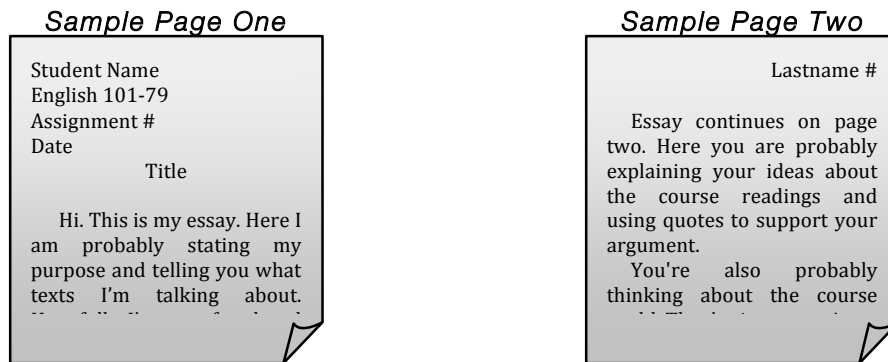 Sample Page One
Student Name
English 101-79
Assignment #
Date
Title
Hi. This is my essay. Here I
am probably stating my
purpose and telling you what
texts I'm talking about.
Sample Page Two
Lastname #
Essay continues on page
two. Here you are probably
explaining your ideas about
the course readings and
using quotes to support your
argument.
You're also probably
thinking about the course